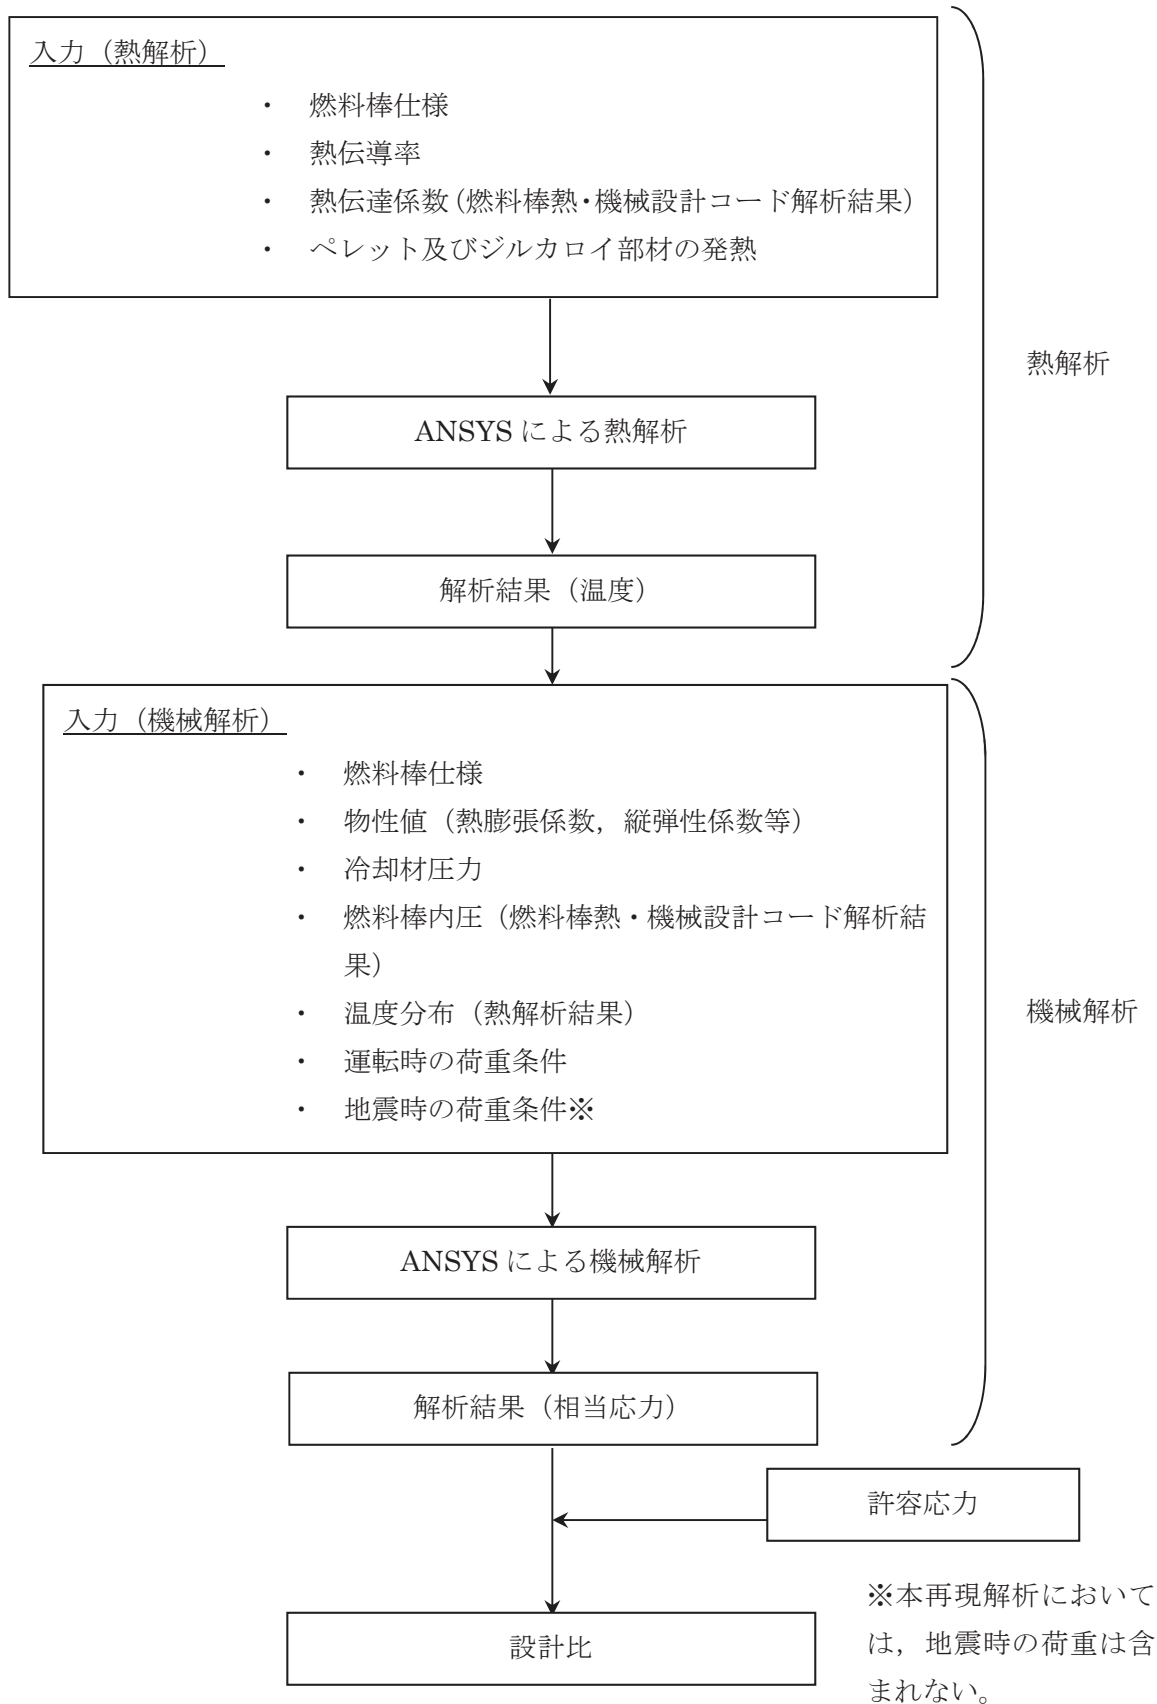 入力（熱解析）
・ 燃料棒仕様
・ 熱伝導率
・ 熱伝達係数（燃料棒熱・機械設計コード解析結果）
・ ペレット及びジルカロイ部材の発熱
熱解析
ANSYS による熱解析
解析結果（温度）
入力（機械解析）
・ 燃料棒仕様
・ 物性値（熱膨張係数，縦弾性係数等）
・ 冷却材圧力
・ 燃料棒内圧（燃料棒熱・機械設計コード解析結
果）
・ 温度分布（熱解析結果）
・ 運転時の荷重条件
・ 地震時の荷重条件※
機械解析
ANSYS による機械解析
解析結果（相当応力）
許容応力
設計比
※本再現解析において
は，地震時の荷重は含
まれない。